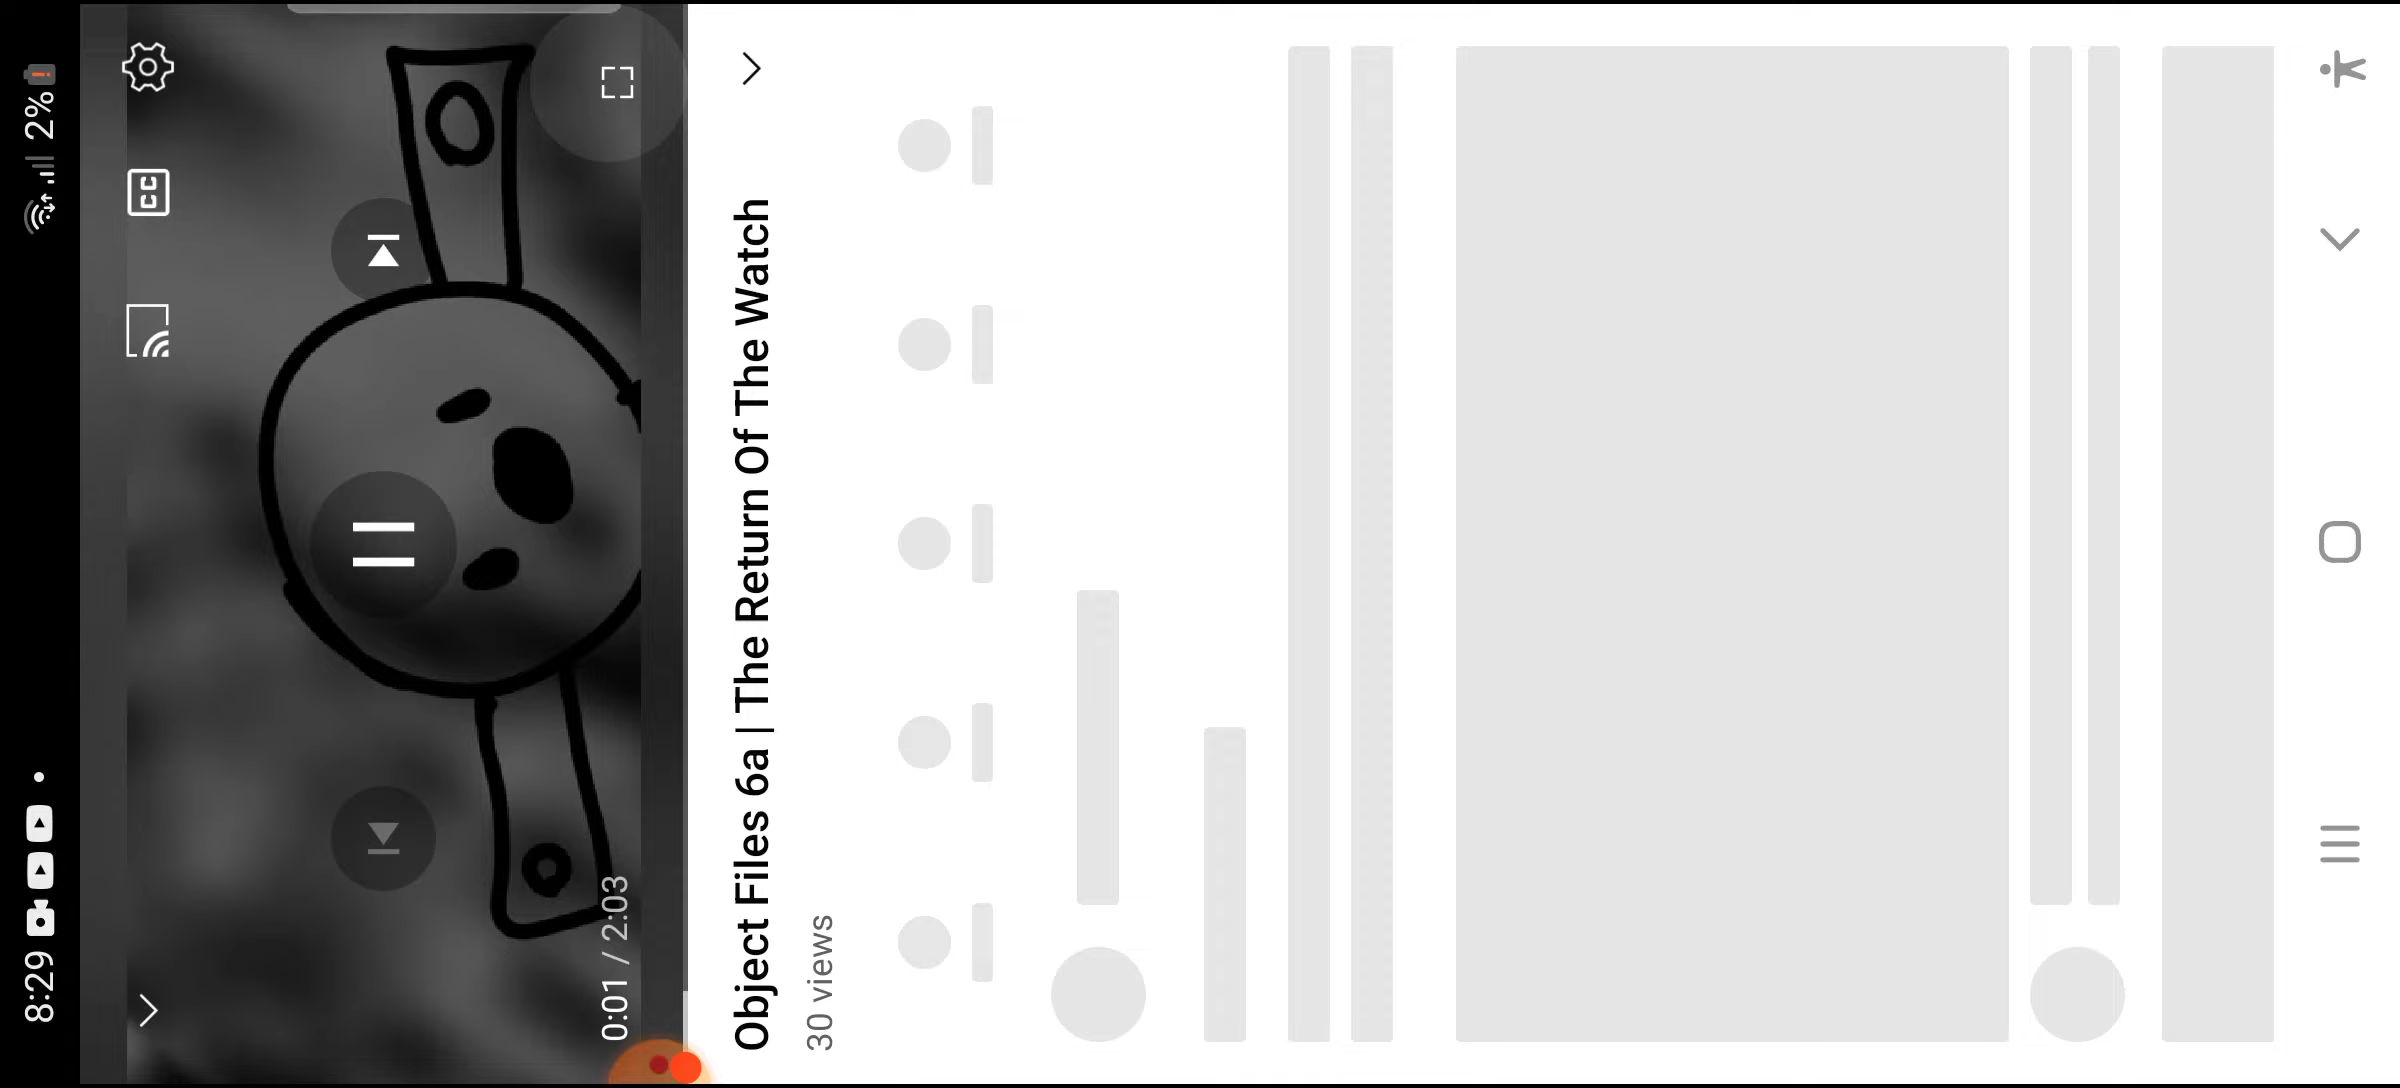 8:29
2%
CC
0:01 / 2:03
Object Files 6a | The Return Of The Watch
30 views